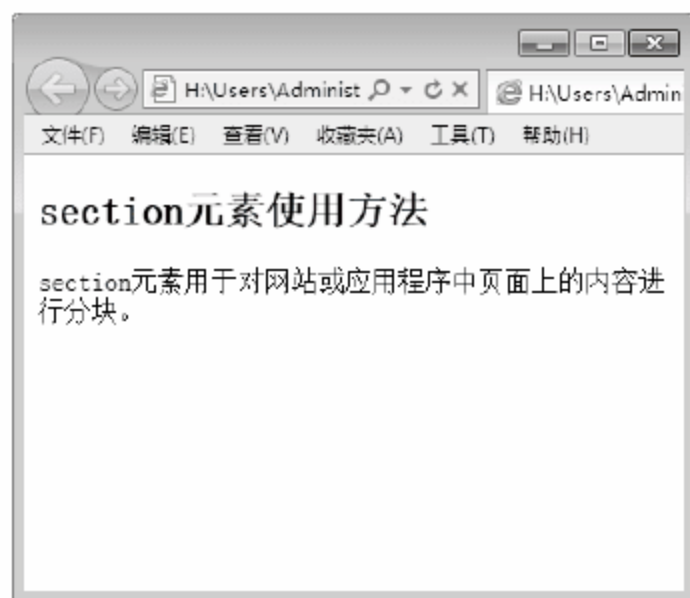 H:\Users\Administ
H:\Users\Admin
文件(F) 编辑(E) 查看(V) 收藏夹(A) 工具(T) 帮助(H)
section元素使用方法
section元素用于对网站或应用程序中页面上的内容进
行分块。